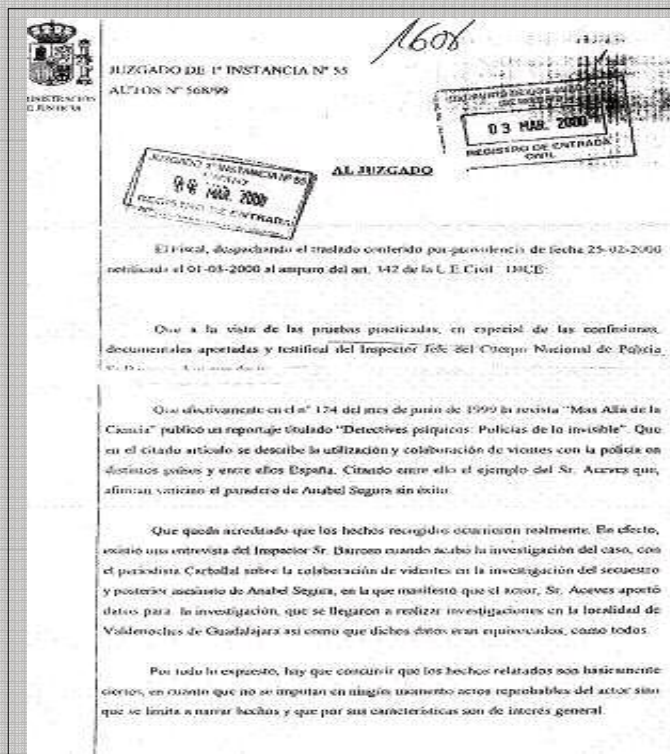 1608
JUZGADO DE 1ª INSTANCIA Nº 55
AUTOS Nº 568/99
ADMINISTRACION
DE JUSTICIA
03 MAR. 2000
REGISTRO DE ENTRADA
CIVIL
JUZGADO 1ª INSTANCIA Nº 55
06 MAR. 2000
REGISTRO DE ENTRADA
AL JUZGADO
El Fiscal, despachando el traslado conferido por providencia de fecha 25-02-2000
notificada el 01-03-2000 al amparo del art. 342 de la L.E.Civil DICE:
Que a la vista de las pruebas practicadas, en especial de las confesiones,
documentales aportadas y testifical del Inspector Jefe del Cuerpo Nacional de Policía
Que efectivamente en el nº 124 del mes de junio de 1999 la revista "Mas Allá de la
Ciencia" publicó un reportaje titulado "Detectives psíquicos: Policías de lo invisible". Que
en el citado artículo se describe la utilización y colaboración de videntes con la policía en
distintos países y entre ellos España. Citando entre ello el ejemplo del Sr. Aceves que,
afirman vaticino el paradero de Anabel Segura sin éxito.
Que queda acreditado que los hechos recogidos ocurrieron realmente. En efecto,
existió una entrevista del Inspector Sr. Barroso cuando acabó la investigación del caso, con
el periodista Carballal sobre la colaboración de videntes en la investigación del secuestro
y posterior asesinato de Anabel Segura, en la que manifestó que el actor, Sr. Aceves aportó
datos para la investigación, que se llegaron a realizar investigaciones en la localidad de
Valdenoches de Guadalajara así como que dichos datos eran equivocados, como todos.
Por todo lo expuesto, hay que concluir que los hechos relatados son básicamente
ciertos, en cuanto que no se imputan en ningún momento actos reprobables del actor sino
que se limita a narrar hechos y que por sus características son de interés general.